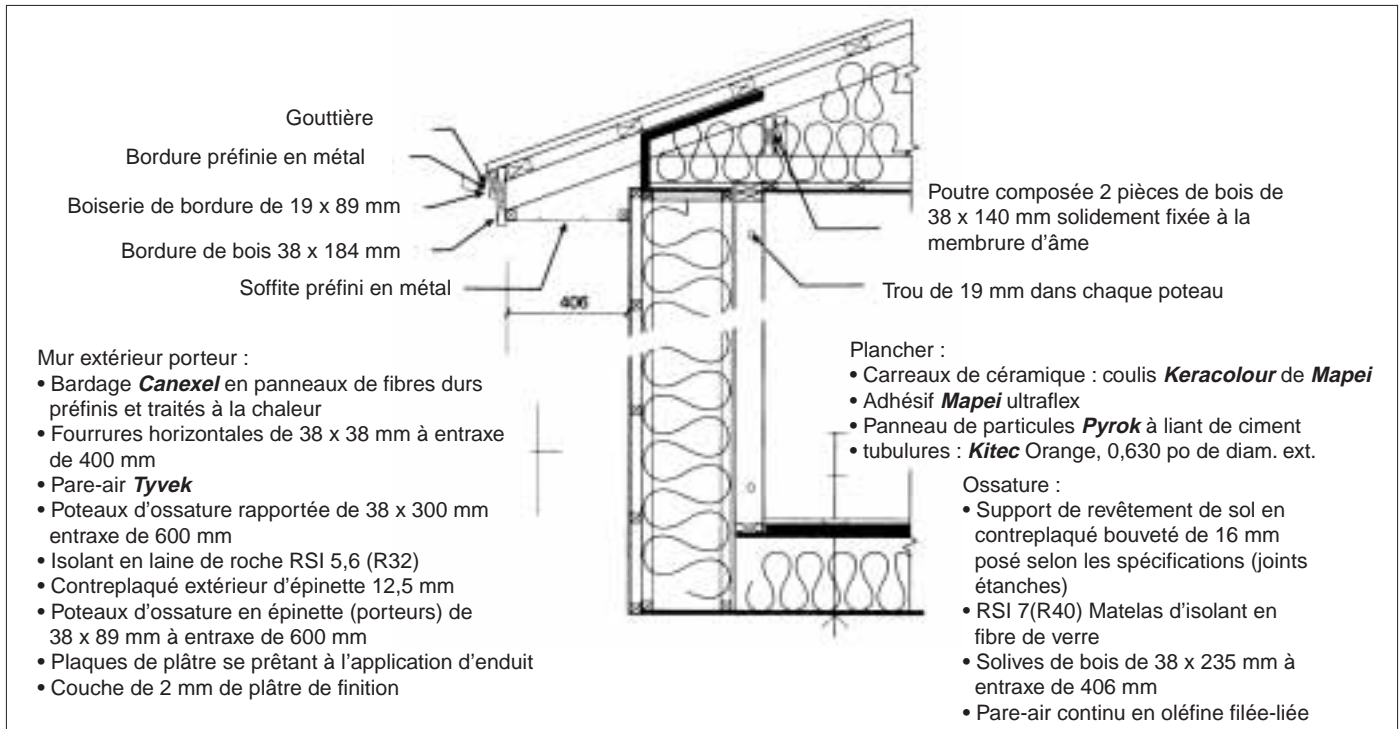 Gouttière
Bordure préfinie en métal
Boiserie de bordure de 19 x 89 mm
Bordure de bois 38 x 184 mm
Soffite préfini en métal
406
Poutre composée 2 pièces de bois de
38 x 140 mm solidement fixée à la
membrure d'âme
Trou de 19 mm dans chaque poteau
Mur extérieur porteur :
• Bardage Canexel en panneaux de fibres durs
préfinis et traités à la chaleur
• Fourrures horizontales de 38 x 38 mm à entraxe
de 400 mm
• Pare-air Tyvek
• Poteaux d'ossature rapportée de 38 x 300 mm
entraxe de 600 mm
• Isolant en laine de roche RSI 5,6 (R32)
• Contreplaqué extérieur d'épinette 12,5 mm
• Poteaux d'ossature en épinette (porteurs) de
38 x 89 mm à entraxe de 600 mm
• Plaques de plâtre se prêtant à l'application d'enduit
• Couche de 2 mm de plâtre de finition
Plancher :
• Carreaux de céramique : coulis Keracolour de Mapei
• Adhésif Mapei ultraflex
• Panneau de particules Pyrok à liant de ciment
• tubulures : Kitec Orange, 0,630 po de diam. ext.
Ossature :
• Support de revêtement de sol en
contreplaqué bouveté de 16 mm
posé selon les spécifications (joints
étanches)
• RSI 7(R40) Matelas d'isolant en
fibre de verre
• Solives de bois de 38 x 235 mm à
entraxe de 406 mm
• Pare-air continu en oléfine filée-liée